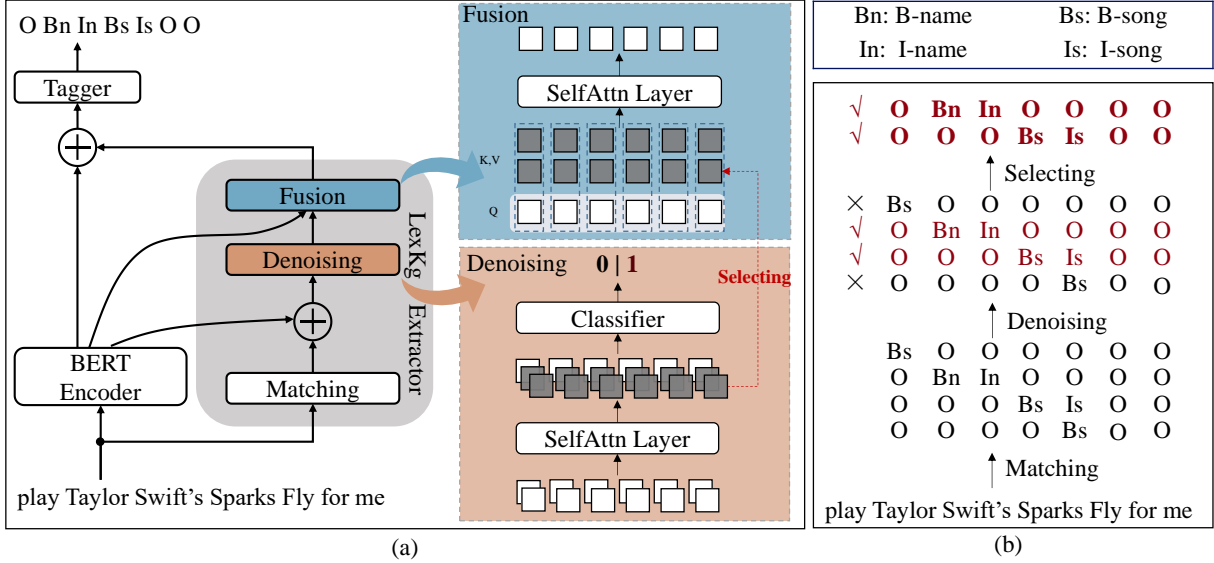 O Bn In Bs Is O O
Tagger
BERT
Encoder
Fusion
Denoising
Matching
LexKg Extractor
play Taylor Swift's Sparks Fly for me
Fusion
SelfAttn Layer
K,V
Q
Denoising 0 | 1
Selecting
Classifier
SelfAttn Layer
(a)
Bn: B-name Bs: B-song
In: I-name Is: I-song
√ O Bn In O O O O
√ O O O Bs Is O O
Selecting
× Bs O O O O O O
√ O Bn In O O O O
√ O O O Bs Is O O
× O O O O Bs O O
Denoising
Bs O O O O O O
O Bn In O O O O
O O O Bs Is O O
O O O O Bs O O
Matching
play Taylor Swift's Sparks Fly for me
(b)